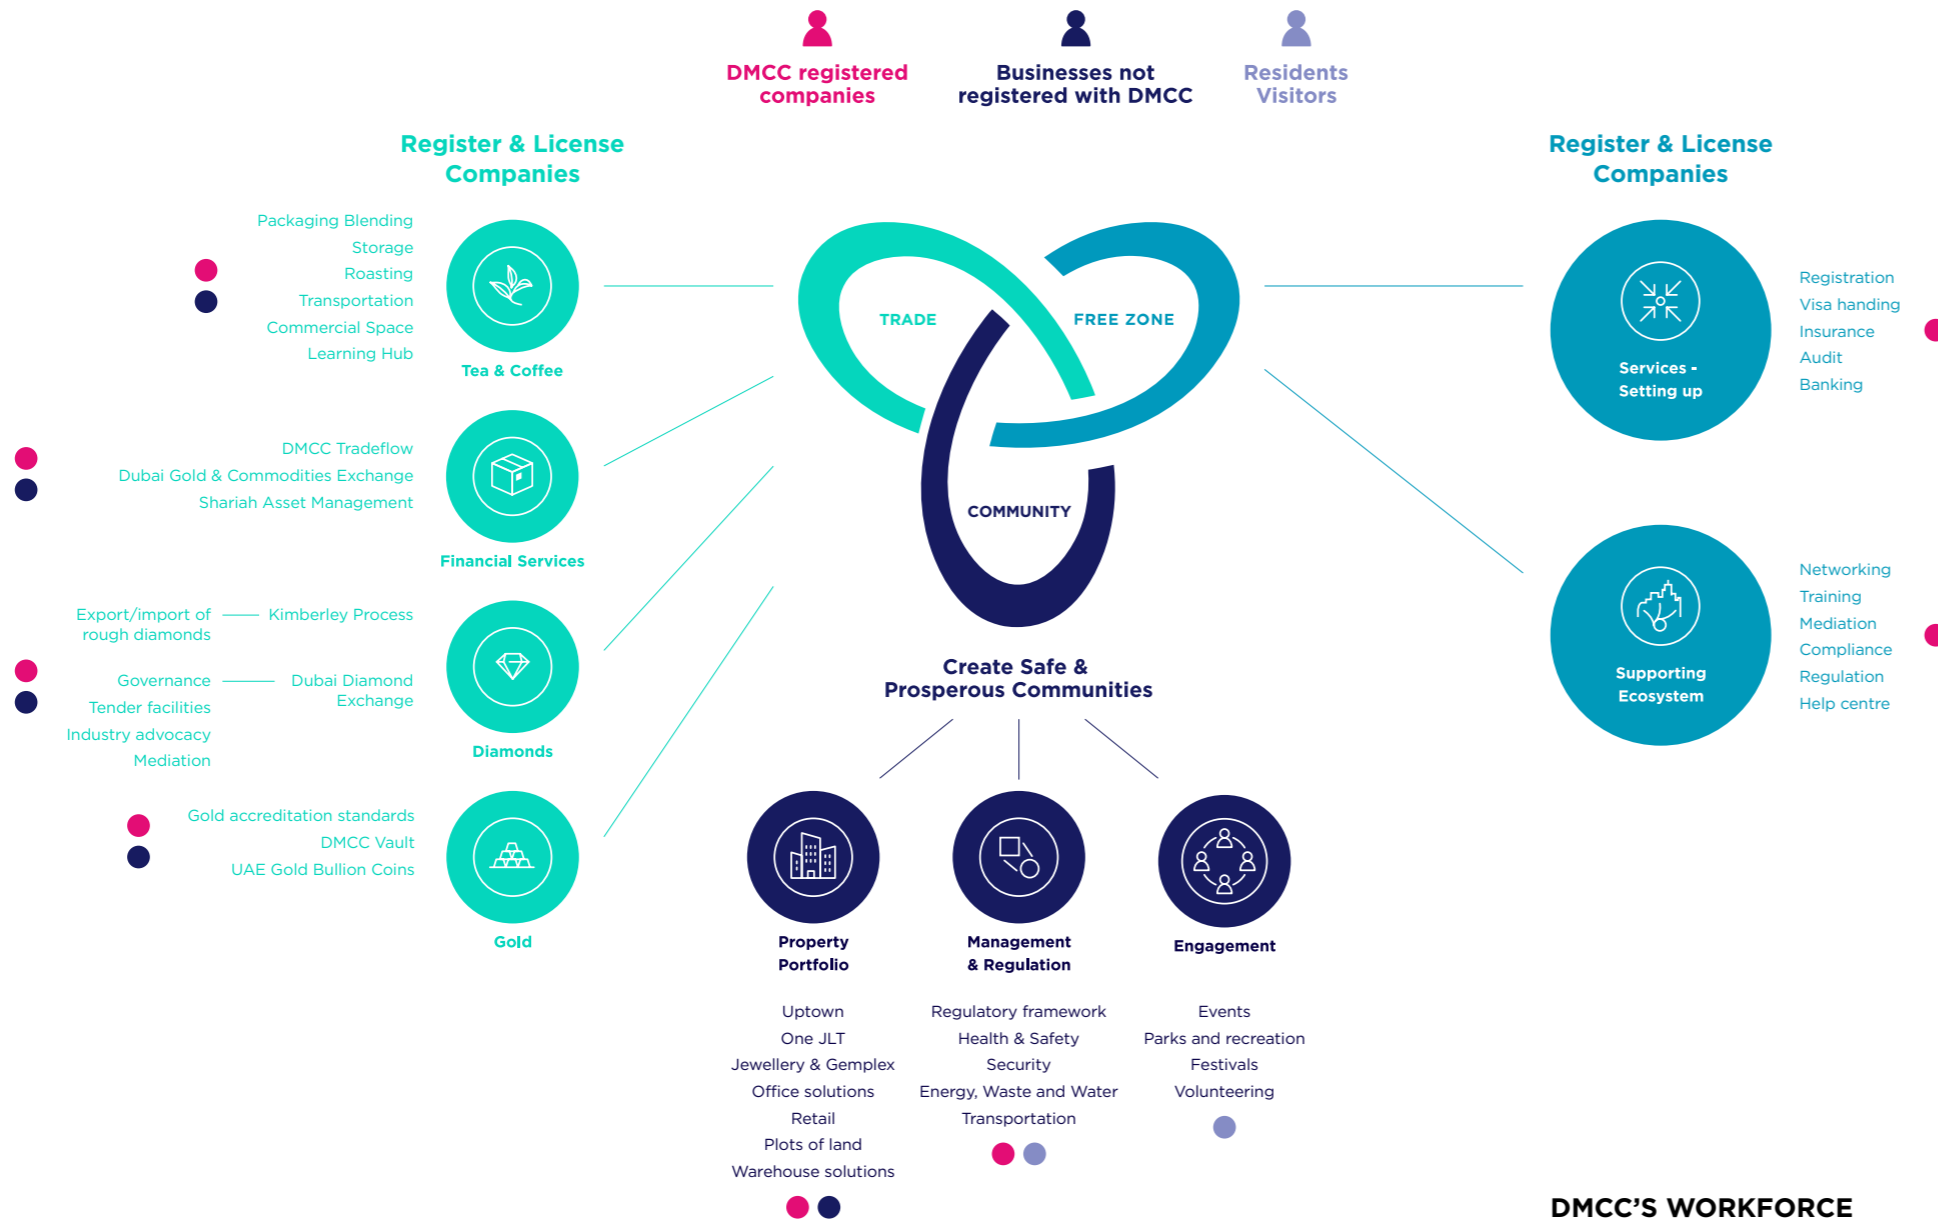 DMCC registered
companies
Businesses not
registered with DMCC
Residents
Visitors
Register & License
Companies
Packaging Blending
Storage
Roasting
Transportation
Commercial Space
Learning Hub
Tea & Coffee
DMCC Tradeflow
Dubai Gold & Commodities Exchange
Shariah Asset Management
Financial Services
Export/import of
rough diamonds
Kimberley Process
Governance
Tender facilities
Industry advocacy
Mediation
Dubai Diamond
Exchange
Diamonds
Gold accreditation standards
DMCC Vault
UAE Gold Bullion Coins
Gold
TRADE
FREE ZONE
COMMUNITY
Create Safe &
Prosperous Communities
Property
Portfolio
Uptown
One JLT
Jewellery & Gemplex
Office solutions
Retail
Plots of land
Warehouse solutions
Management
& Regulation
Regulatory framework
Health & Safety
Security
Energy, Waste and Water
Transportation
Engagement
Events
Parks and recreation
Festivals
Volunteering
Register & License
Companies
Services -
Setting up
Registration
Visa handing
Insurance
Audit
Banking
Supporting
Ecosystem
Networking
Training
Mediation
Compliance
Regulation
Help centre
DMCC'S WORKFORCE